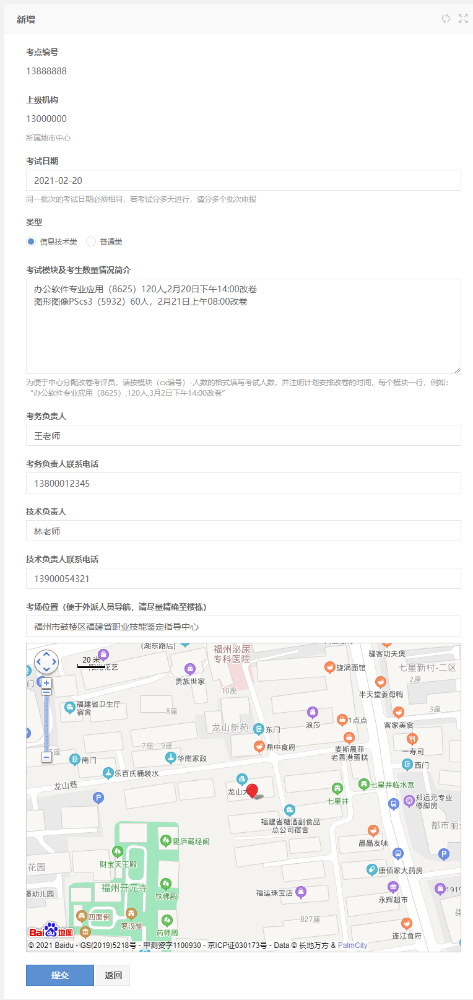 新增
考点编号
13888888
上级机构
13000000
所属地市中心
考试日期
2021-02-20
同一批次的考试日期必须相同，若考试分多天进行，请分多个批次申报
类型
信息技术类 普通类
考试模块及考生数量情况简介
办公软件专业应用（8625）120人,2月20日下午14:00改卷
图形图像PScs3（5932）60人，2月21日上午08:00改卷
为便于中心分配改卷考评员，请按模块（cx编号）-人数的格式填写考试人数，并注明计划安排改卷的时间，每个模块一行，例如：
“办公软件专业应用（8625）,120人,3月2日下午14:00改卷”
考务负责人
王老师
考务负责人联系电话
13800012345
技术负责人
林老师
技术负责人联系电话
13900054321
考场位置（便于外派人员导航，请尽量精确至楼栋）
福州市鼓楼区福建省职业技能鉴定指导中心
(湖东路店)
福州泌尿
专科医院
骚客功夫煲
20 米
阳光花艺
贵族世家
旋涡面馆
七星新村-二区
2座
门
10座
半天堂姜母鸭
福建省卫生厅
宿舍
8座
3座
龙山新苑
东门
浪莎
1点点
客家美食
7座 9座
鼎中食府
麦斯晨菲
老香港蛋糕
一寿司
5座
南门
华南家政
西门
乐百氏桶装水
龙山巷
龙山大
七星井临水宫
七星井
郑远元专业
修脚房
福建省糖酒副食品
总公司宿舍
都市丽
毘庐藏经阁
晶晶友味
财宝天王殿
花园
康佰家大药房
福州开元寺
铁佛殿
福运珠宝店
1919
堡幼儿园
永辉超市
四面佛
罗汉堂
B27座
药师殿
连江食府
Bai du 地图
© 2021 Baidu - GS(2019)5218号 - 甲测资字1100930 - 京ICP证030173号 - Data © 长地万方 & PalmCity
提交 返回